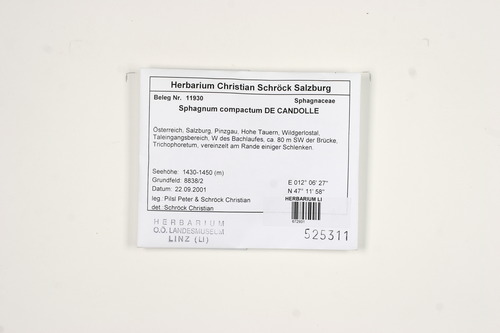 Herbarium Christian Schröck Salzburg
Beleg Nr. 11930 Sphagnaceae
Sphagnum compactum DE CANDOLLE
Österreich, Salzburg, Pinzgau, Hohe Tauern, Wildgerlostal,
Taleingangsbereich, W des Bachlaufes, ca. 80 m SW der Brücke,
Trichophoretum, vereinzelt am Rande einiger Schlenken.
Seehöhe: 1430-1450 (m)
Grundfeld: 8838/2
Datum: 22.09.2001
leg.: Pilsl Peter & Schröck Christian
det. Schröck Christian
E 012° 06' 27"
N 47° 11' 58"
HERBARIUM LI
HERBARIUM
O.Ö. LANDESMUSEUM
LINZ (LI)
525311